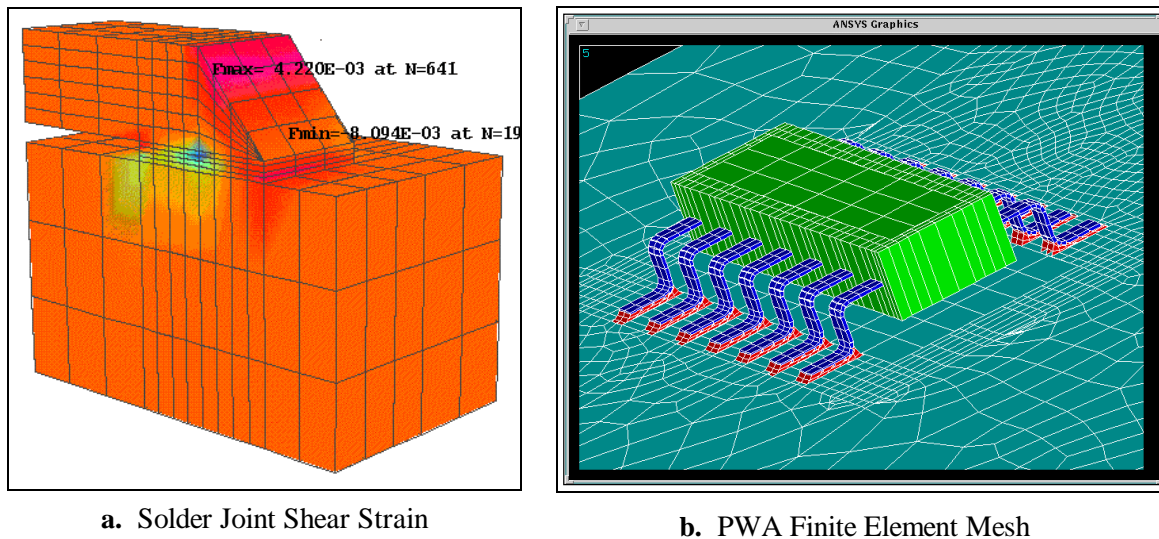 Fmax= 4.220E-03 at N=641
Fmin=-8.094E-03 at N=19
ANSYS Graphics
5
a. Solder Joint Shear Strain
b. PWA Finite Element Mesh